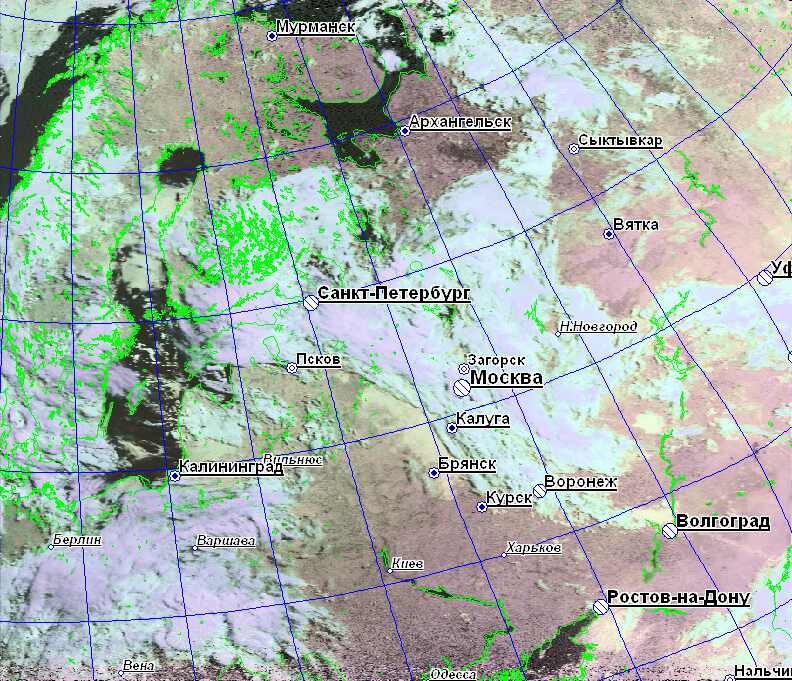 Мурманск
Архангельск
Сыктывкар
Вятка
Уф
Санкт-Петербург
Н.Новгород
Псков
Загорск
Москва
Калуга
Вильнюс
Калининград
Брянск
Воронеж
Курск
Волгоград
Берлин
Варшава
Харьков
Киев
Ростов-на-Дону
Вена
Одесса
Нальчи